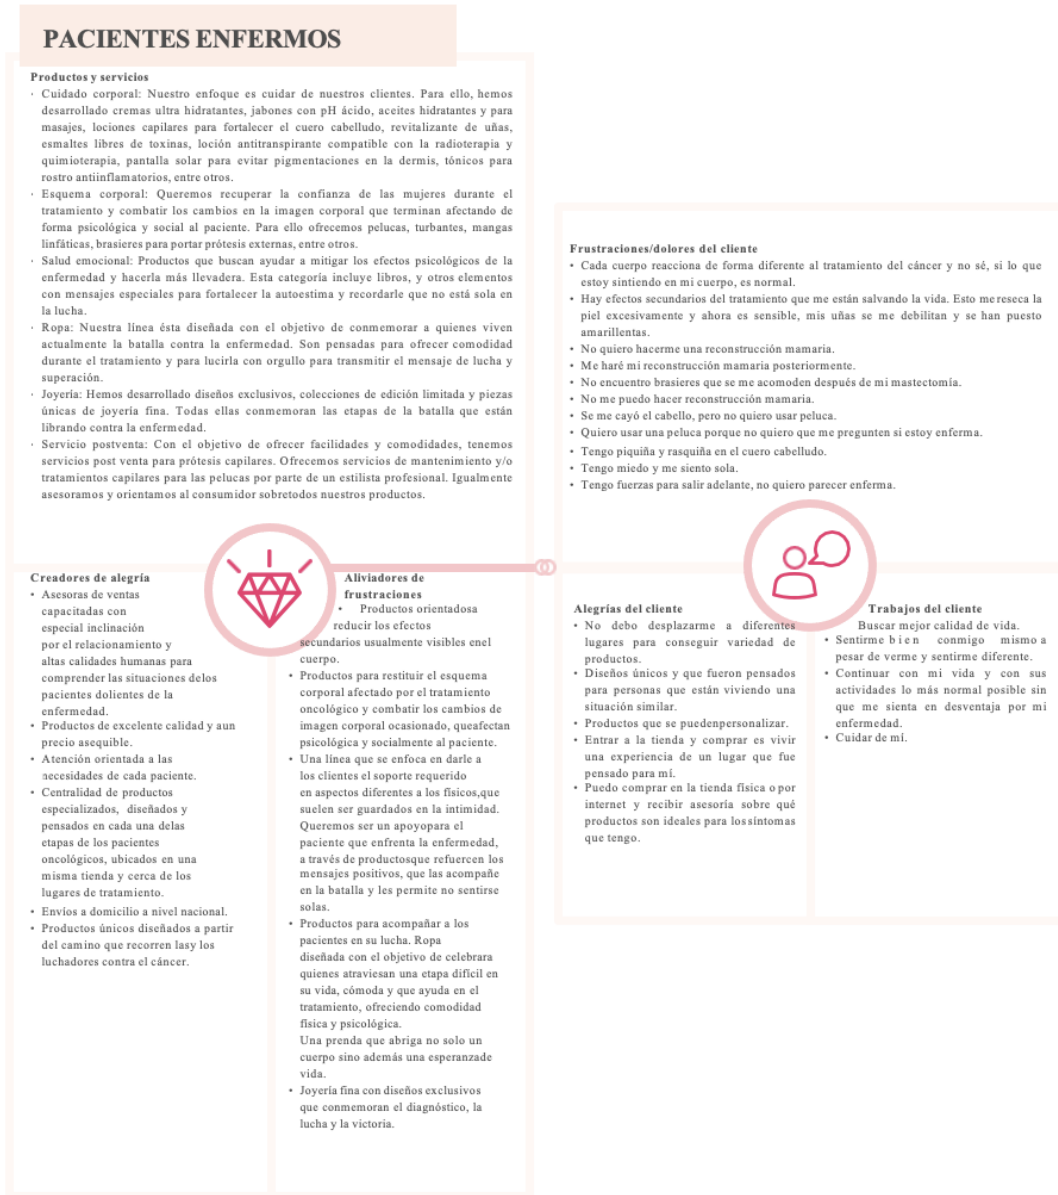 PACIENTES ENFERMOS
Productos y servicios
· Cuidado corporal: Nuestro enfoque es cuidar de nuestros clientes. Para ello, hemos
desarrollado cremas ultra hidratantes, jabones con pH ácido, aceites hidratantes y para
masajes, lociones capilares para fortalecer el cuero cabelludo, revitalizante de uñas,
esmaltes libres de toxinas, loción antitranspirante compatible con la radioterapia y
quimioterapia, pantalla solar para evitar pigmentaciones en la dermis, tónicos para
rostro antiinflamatorios, entre otros.
· Esquema corporal: Queremos recuperar la confianza de las mujeres durante el
tratamiento y combatir los cambios en la imagen corporal que terminan afectando de
forma psicológica y social al paciente. Para ello ofrecemos pelucas, turbantes, mangas
linfáticas, brasieres para portar prótesis externas, entre otros.
· Salud emocional: Productos que buscan ayudar a mitigar los efectos psicológicos de la
enfermedad y hacerla más llevadera. Esta categoría incluye libros, y otros elementos
con mensajes especiales para fortalecer la autoestima y recordarle que no está sola en
la lucha.
· Ropa: Nuestra línea ésta diseñada con el objetivo de conmemorar a quienes viven
actualmente la batalla contra la enfermedad. Son pensadas para ofrecer comodidad
durante el tratamiento y para lucirla con orgullo para transmitir el mensaje de lucha y
superación.
· Joyería: Hemos desarrollado diseños exclusivos, colecciones de edición limitada y piezas
únicas de joyería fina. Todas ellas conmemoran las etapas de la batalla que están
librando contra la enfermedad.
· Servicio postventa: Con el objetivo de ofrecer facilidades y comodidades, tenemos
servicios post venta para prótesis capilares. Ofrecemos servicios de mantenimiento y/o
tratamientos capilares para las pelucas por parte de un estilista profesional. Igualmente
asesoramos y orientamos al consumidor sobretodos nuestros productos.
Creadores de alegría
• Asesoras de ventas
capacitadas con
especial inclinación
por el relacionamiento y
altas calidades humanas para
comprender las situaciones delos
pacientes dolientes de la
enfermedad.
• Productos de excelente calidad y aun
precio asequible.
• Atención orientada a las
necesidades de cada paciente.
• Centralidad de productos
especializados, diseñados y
pensados en cada una delas
etapas de los pacientes
oncológicos, ubicados en una
misma tienda y cerca de los
lugares de tratamiento.
• Envíos a domicilio a nivel nacional.
• Productos únicos diseñados a partir
del camino que recorren lasy los
luchadores contra el cáncer.
Aliviadores de
frustraciones
• Productos orientadosa
reducir los efectos
secundarios usualmente visibles enel
cuerpo.
• Productos para restituir el esquema
corporal afectado por el tratamiento
oncológico y combatir los cambios de
imagen corporal ocasionado, queafectan
psicológica y socialmente al paciente.
• Una línea que se enfoca en darle a
los clientes el soporte requerido
en aspectos diferentes a los físicos,que
suelen ser guardados en la intimidad.
Queremos ser un apoyopara el
paciente que enfrenta la enfermedad,
a través de productosque refuercen los
mensajes positivos, que las acompañe
en la batalla y les permite no sentirse
solas.
• Productos para acompañar a los
pacientes en su lucha. Ropa
diseñada con el objetivo de celebrara
quienes atraviesan una etapa difícil en
su vida, cómoda y que ayuda en el
tratamiento, ofreciendo comodidad
física y psicológica.
Una prenda que abriga no solo un
cuerpo sino además una esperanzade
vida.
• Joyería fina con diseños exclusivos
que conmemoran el diagnóstico, la
lucha y la victoria.
Frustraciones/dolores del cliente
• Cada cuerpo reacciona de forma diferente al tratamiento del cáncer y no sé, si lo que
estoy sintiendo en mi cuerpo, es normal.
• Hay efectos secundarios del tratamiento que me están salvando la vida. Esto me reseca la
piel excesivamente y ahora es sensible, mis uñas se me debilitan y se han puesto
amarillentas.
• No quiero hacerme una reconstrucción mamaria.
• Me haré mi reconstrucción mamaria posteriormente.
• No encuentro brasieres que se me acomoden después de mi mastectomía.
• No me puedo hacer reconstrucción mamaria.
• Se me cayó el cabello, pero no quiero usar peluca.
• Quiero usar una peluca porque no quiero que me pregunten si estoy enferma.
• Tengo piquiña y rasquiña en el cuero cabelludo.
• Tengo miedo y me siento sola.
• Tengo fuerzas para salir adelante, no quiero parecer enferma.
Alegrías del cliente
• No debo desplazarme a diferentes
lugares para conseguir variedad de
productos.
• Diseños únicos y que fueron pensados
para personas que están viviendo una
situación similar.
• Productos que se puedenpersonalizar.
• Entrar a la tienda y comprar es vivir
una experiencia de un lugar que fue
pensado para mí.
• Puedo comprar en la tienda física o por
internet y recibir asesoría sobre qué
productos son ideales para los síntomas
que tengo.
Trabajos del cliente
Buscar mejor calidad de vida.
• Sentirme bien conmigo mismo a
pesar de verme y sentirme diferente.
• Continuar con mi vida y con sus
actividades lo más normal posible sin
que me sienta en desventaja por mi
enfermedad.
• Cuidar de mí.